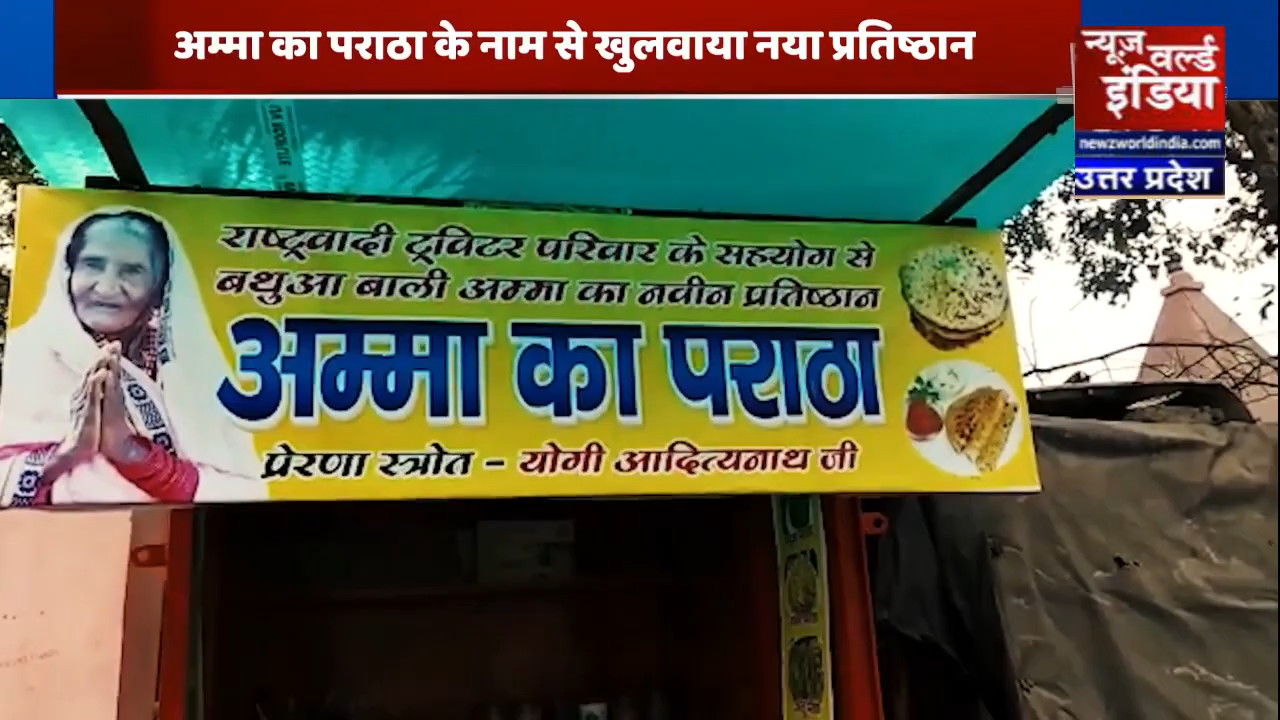 अम्मा का पराठा के नाम से खुलवाया नया प्रतिष्ठान
न्यूज़ वर्ल्ड
इंडिया
newzworldindia.com
उत्तर प्रदेश
राष्ट्रवादी ट्रविटर परिवार के सहयोग से
बथुआ बाली अम्मा का नवीन प्रतिष्ठान
अम्मा का पराठा
प्रेरणा स्त्रोत - योगी आदित्यनाथ जी